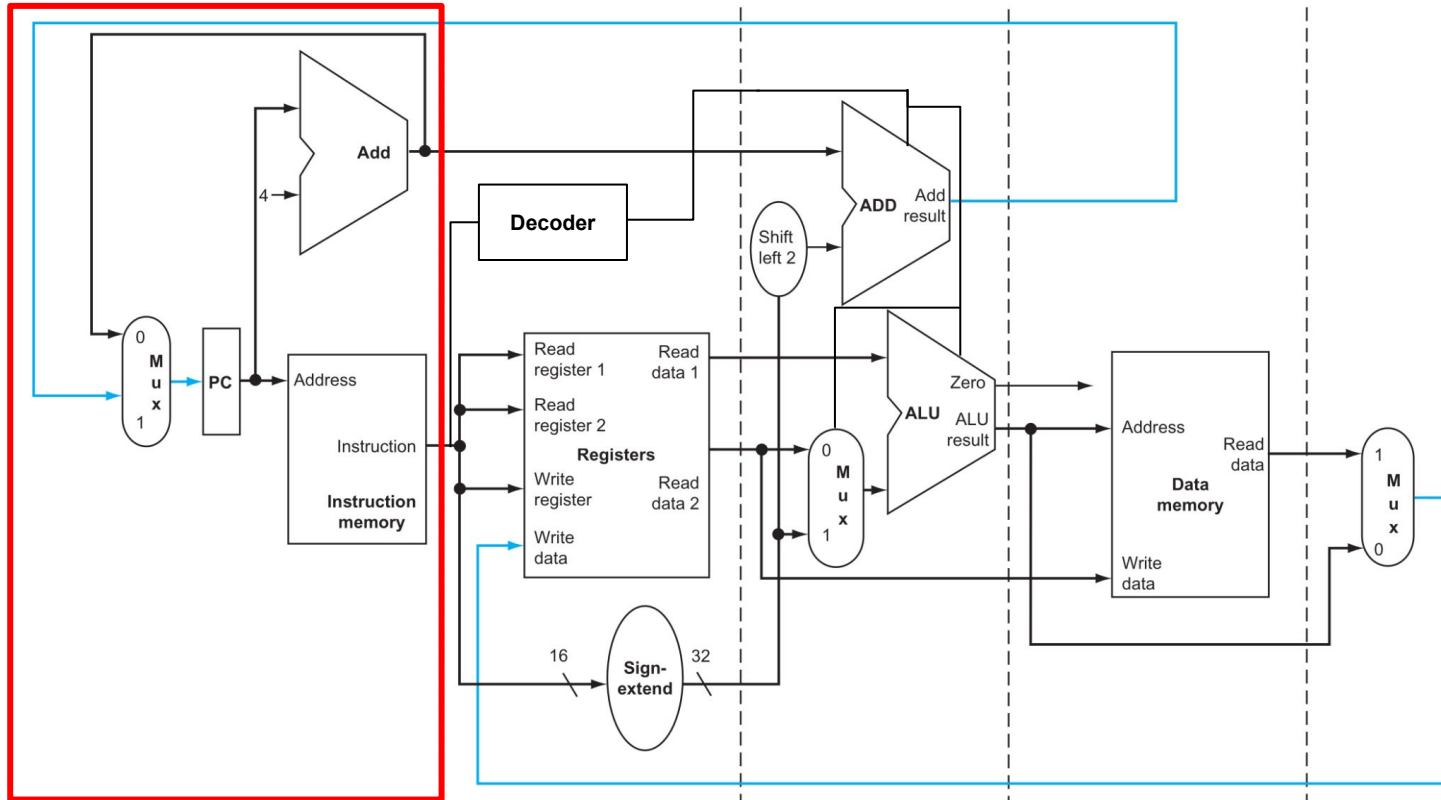 Add
4
0
M
u
x
1
PC
Address
Instruction
Instruction
memory
Decoder
Read
register 1
Read
register 2
Registers
Write
register
Write
data
Read
data 1
Read
data 2
16
Sign-
extend
32
Shift
left 2
ADD
Add
result
0
M
u
x
1
ALU
Zero
ALU
result
Address
Read
data
Data
memory
Write
data
1
M
u
x
0